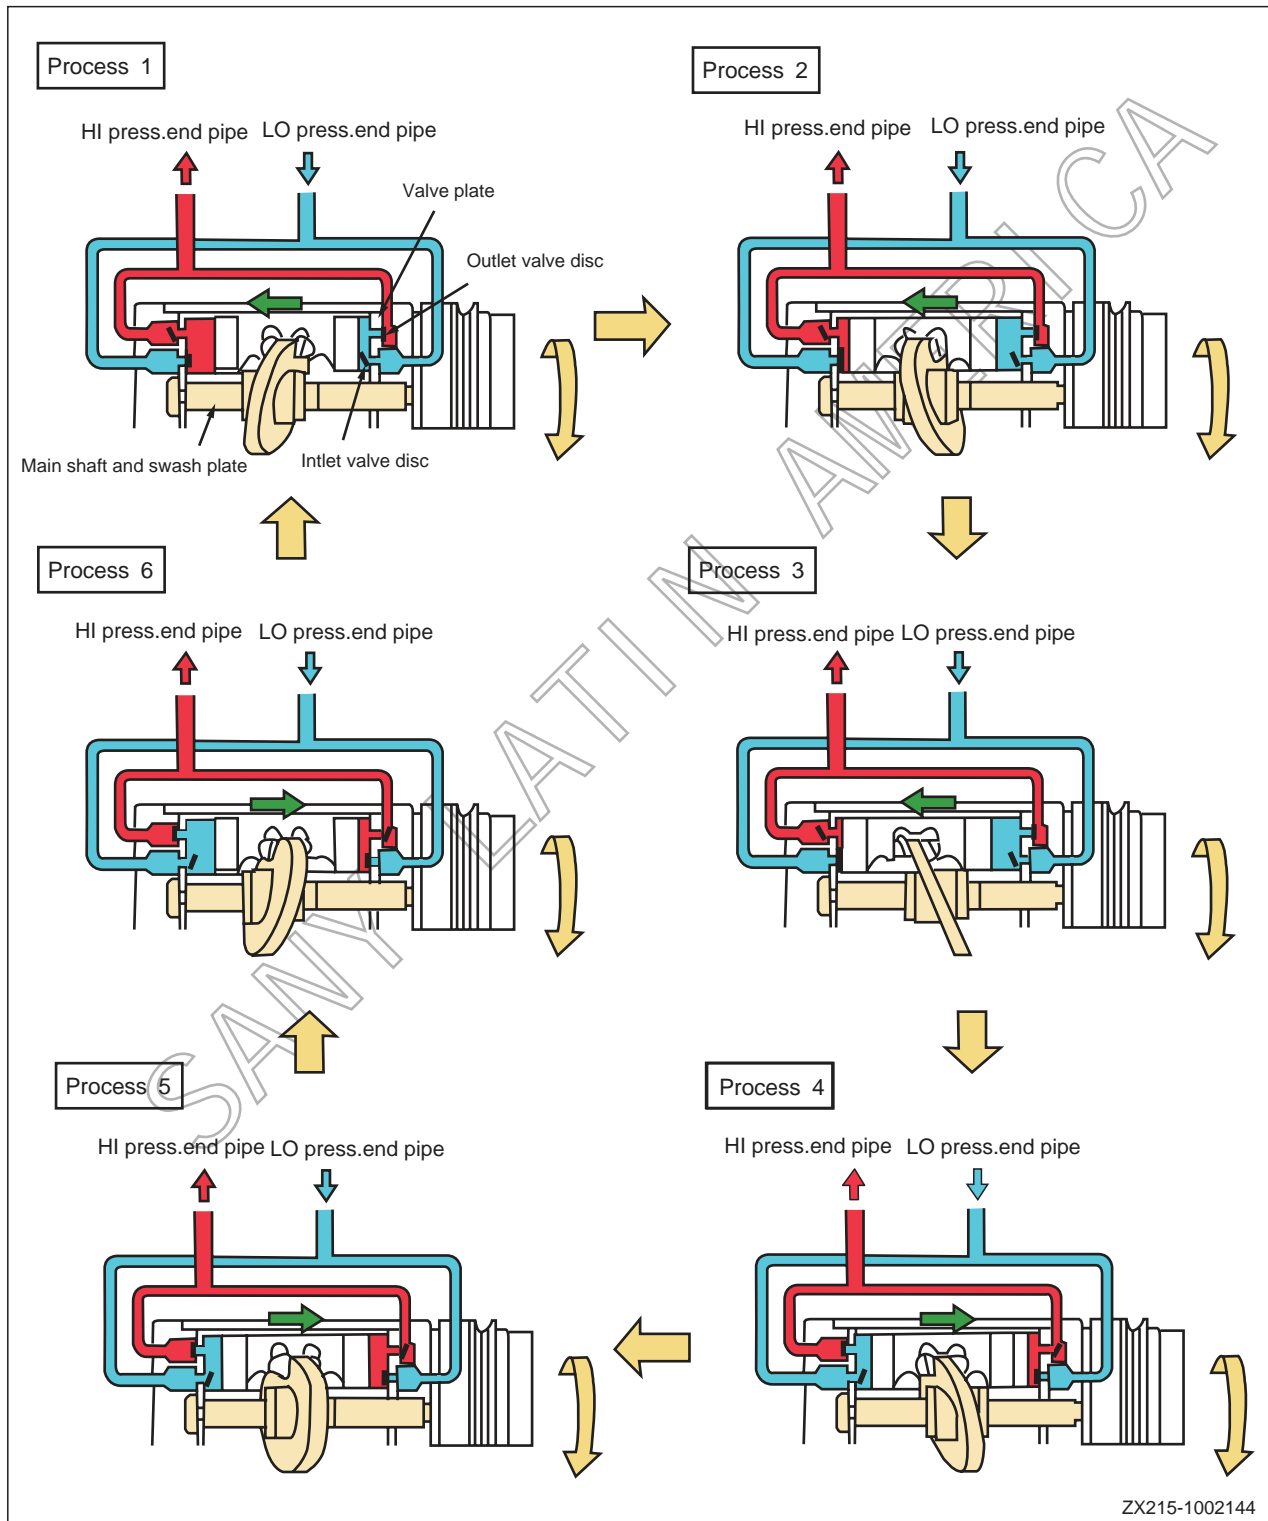 Process 1
HI press.end pipe LO press.end pipe
Valve plate
Outlet valve disc
Main shaft and swash plate
Intlet valve disc
Process 2
HI press.end pipe LO press.end pipe
Process 6
HI press.end pipe LO press.end pipe
Process 3
HI press.end pipe LO press.end pipe
Process 5
HI press.end pipe LO press.end pipe
Process 4
HI press.end pipe LO press.end pipe
SANY LATIN AMERICA
ZX215-1002144